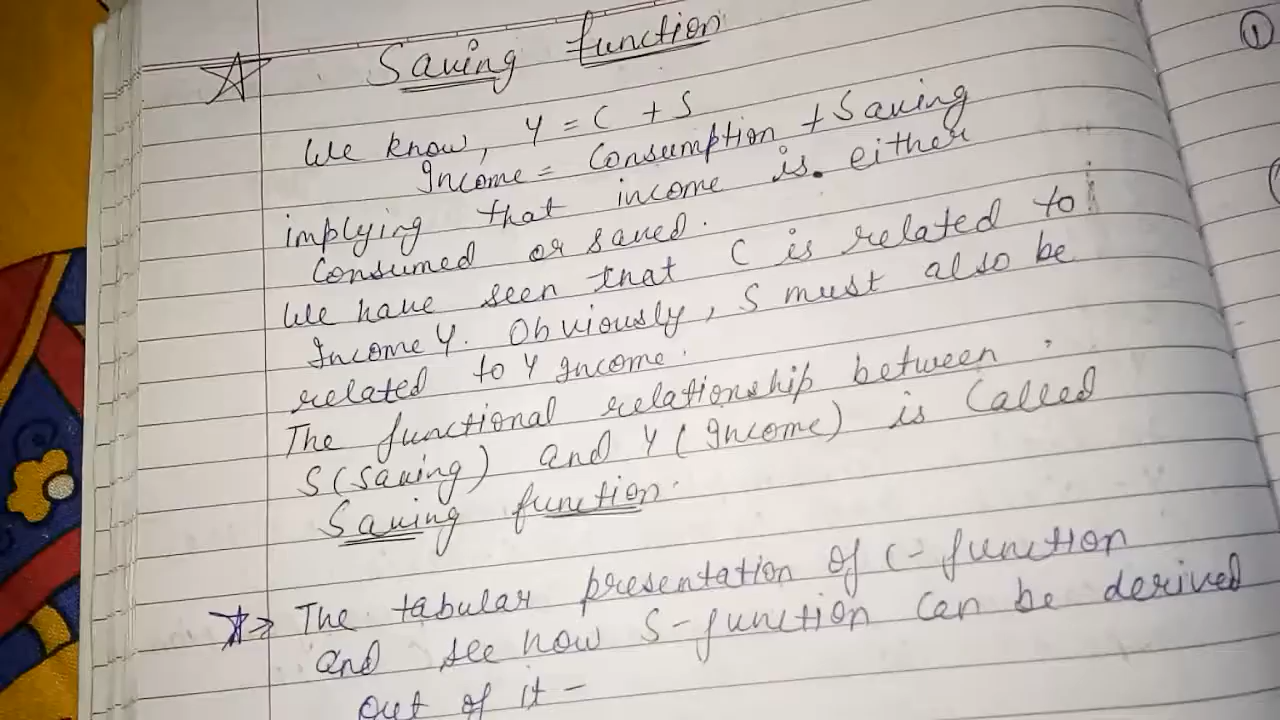 Saving function
We know, Y = C + S
Income = Consumption + Saving
implying that income is either
Consumed or saved.
We have seen that C is related to
Income Y. Obviously, S must also be
related to Y Income.
The functional relationship between
S (saving) and Y (Income) is Called
Saving function.
The tabular presentation of C-function
and see how S-function can be derived
out of it -
1